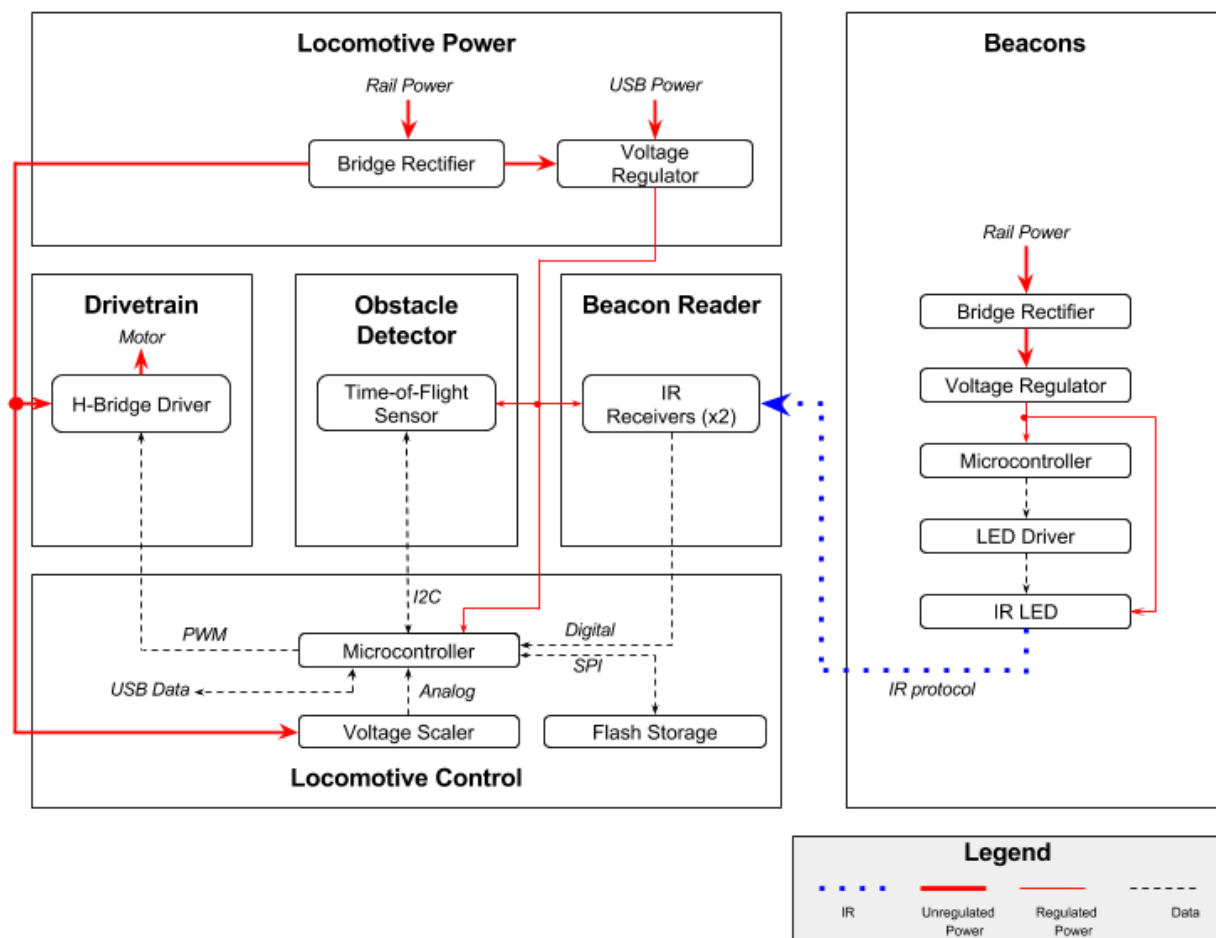 Locomotive Power
Rail Power
USB Power
Bridge Rectifier
Voltage
Regulator
Drivetrain
Motor
H-Bridge Driver
Obstacle
Detector
Time-of-Flight
Sensor
Beacon Reader
IR
Receivers (x2)
I2C
PWM
Digital
SPI
Microcontroller
USB Data
Analog
Voltage Scaler
Flash Storage
Locomotive Control
Beacons
Rail Power
Bridge Rectifier
Voltage Regulator
Microcontroller
LED Driver
IR LED
IR protocol
Legend
IR
Unregulated
Power
Regulated
Power
Data